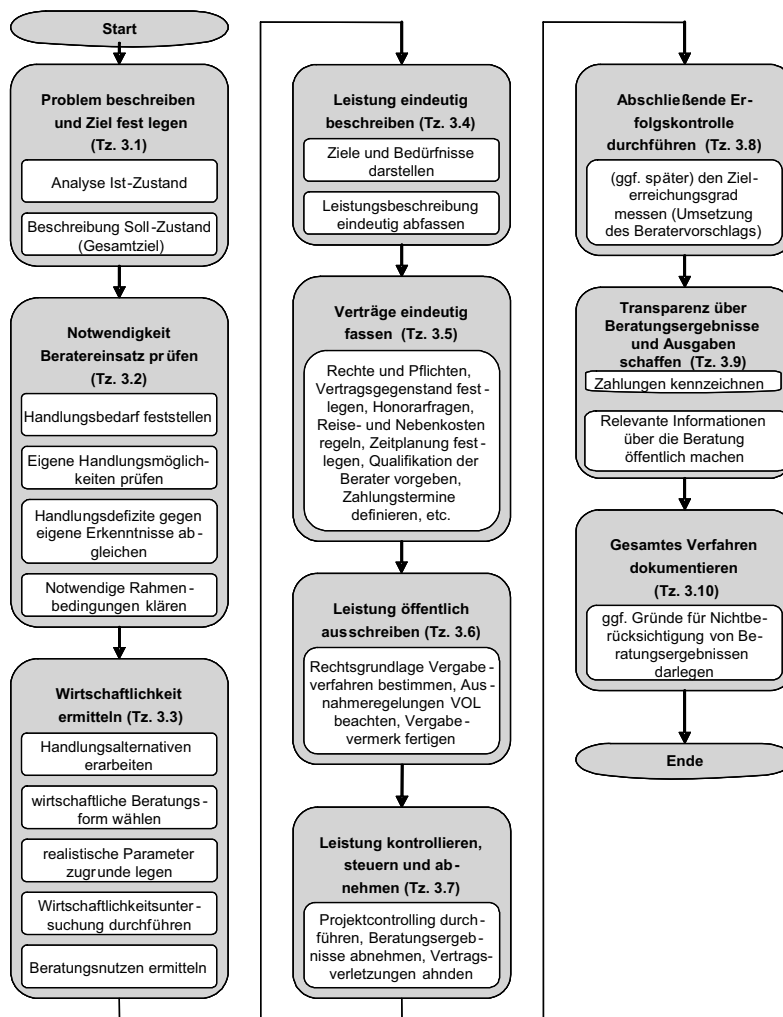 Start
Problem beschreiben
und Ziel fest legen
(Tz. 3.1)
Analyse Ist-Zustand
Beschreibung Soll-Zustand
(Gesamtziel)
Notwendigkeit
Beratereinsatz prüfen
(Tz. 3.2)
Handlungsbedarf feststellen
Eigene Handlungsmöglich-
keiten prüfen
Handlungsdefizite gegen
eigene Erkenntnisse ab-
gleichen
Notwendige Rahmen-
bedingungen klären
Wirtschaftlichkeit
ermitteln (Tz. 3.3)
Handlungsalternativen
erarbeiten
wirtschaftliche Beratungs-
form wählen
realistische Parameter
zugrunde legen
Wirtschaftlichkeitsunter-
suchung durchführen
Beratungsnutzen ermitteln
Leistung eindeutig
beschreiben (Tz. 3.4)
Ziele und Bedürfnisse
darstellen
Leistungsbeschreibung
eindeutig abfassen
Verträge eindeutig
fassen (Tz. 3.5)
Rechte und Pflichten,
Vertragsgegenstand fest-
legen, Honorarfragen,
Reise- und Nebenkosten
regeln, Zeitplanung fest-
legen, Qualifikation der
Berater vorgeben,
Zahlungstermine
definieren, etc.
Leistung öffentlich
ausschreiben (Tz. 3.6)
Rechtsgrundlage Vergabe-
verfahren bestimmen, Aus-
nahmeregelungen VOL
beachten, Vergabe-
vermerk fertigen
Leistung kontrollieren,
steuern und ab-
nehmen (Tz. 3.7)
Projektcontrolling durch-
führen, Beratungsergeb-
nisse abnehmen, Vertrags-
verletzungen ahnden
Abschließende Er-
folgskontrolle
durchführen (Tz. 3.8)
(ggf. später) den Ziel-
erreichungsgrad
messen (Umsetzung
des Beratervorschlags)
Transparenz über
Beratungsergebnisse
und Ausgaben
schaffen (Tz. 3.9)
Zahlungen kennzeichnen
Relevante Informationen
über die Beratung
öffentlich machen
Gesamtes Verfahren
dokumentieren
(Tz. 3.10)
ggf. Gründe für Nichtbe-
rücksichtigung von Be-
ratungsergebnissen
darlegen
Ende